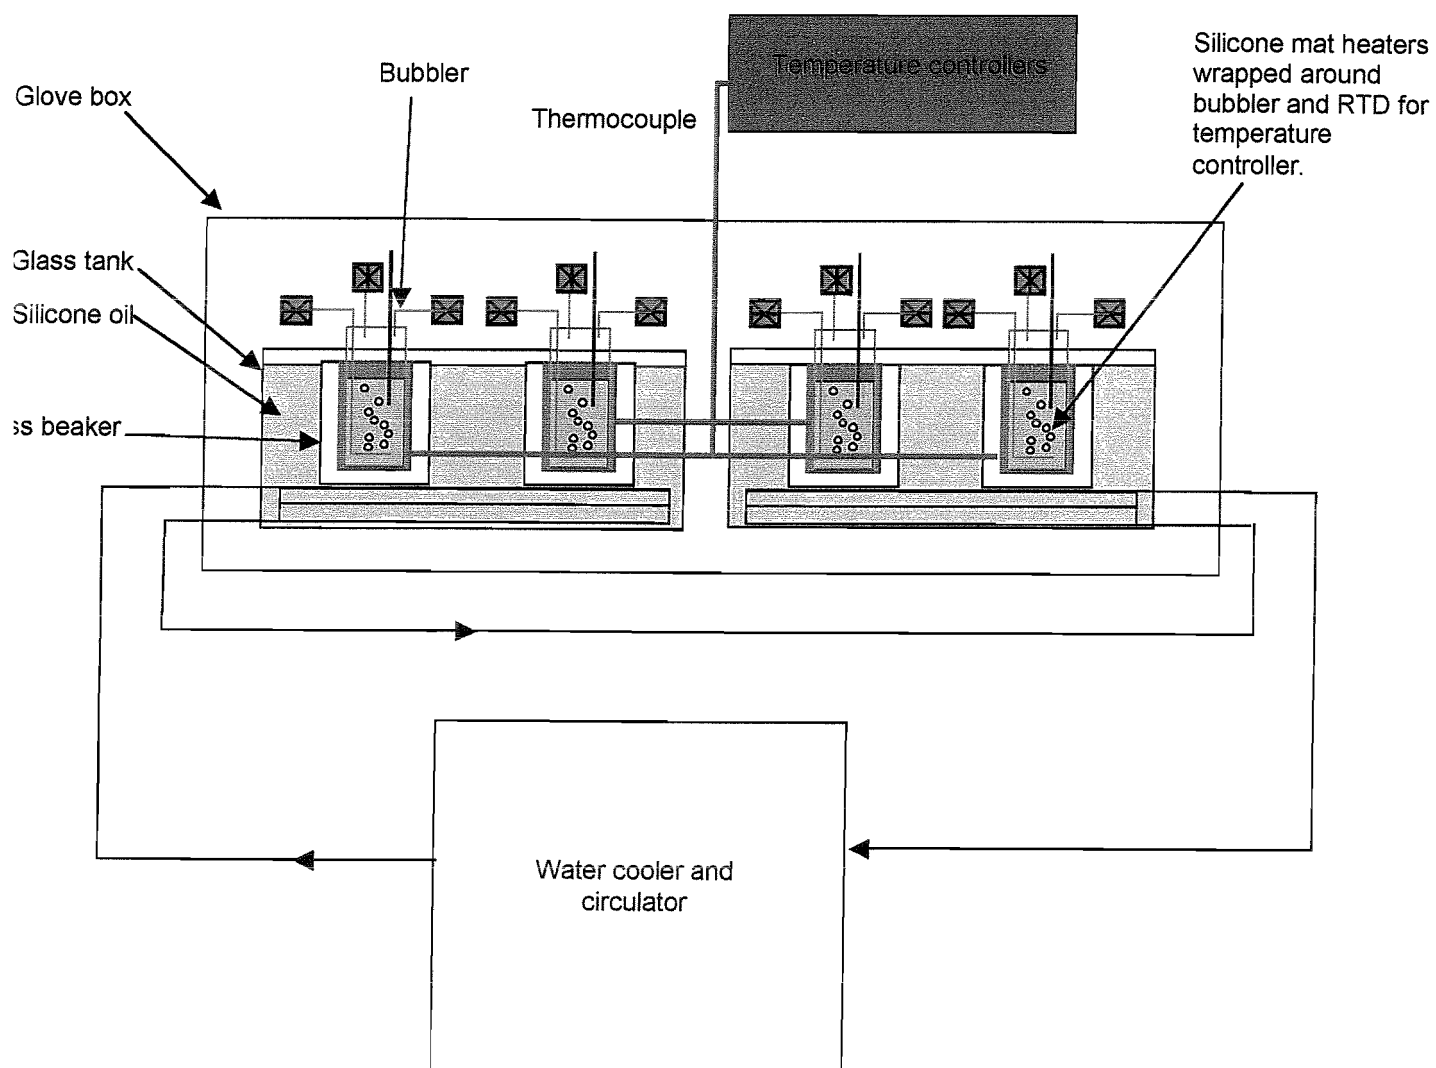 Temperature controllers
Silicone mat heaters
wrapped around
bubbler and RTD for
temperature
controller.
Bubbler
Glove box
Thermocouple
Glass tank
Silicone oil
ss beaker
Water cooler and
circulator